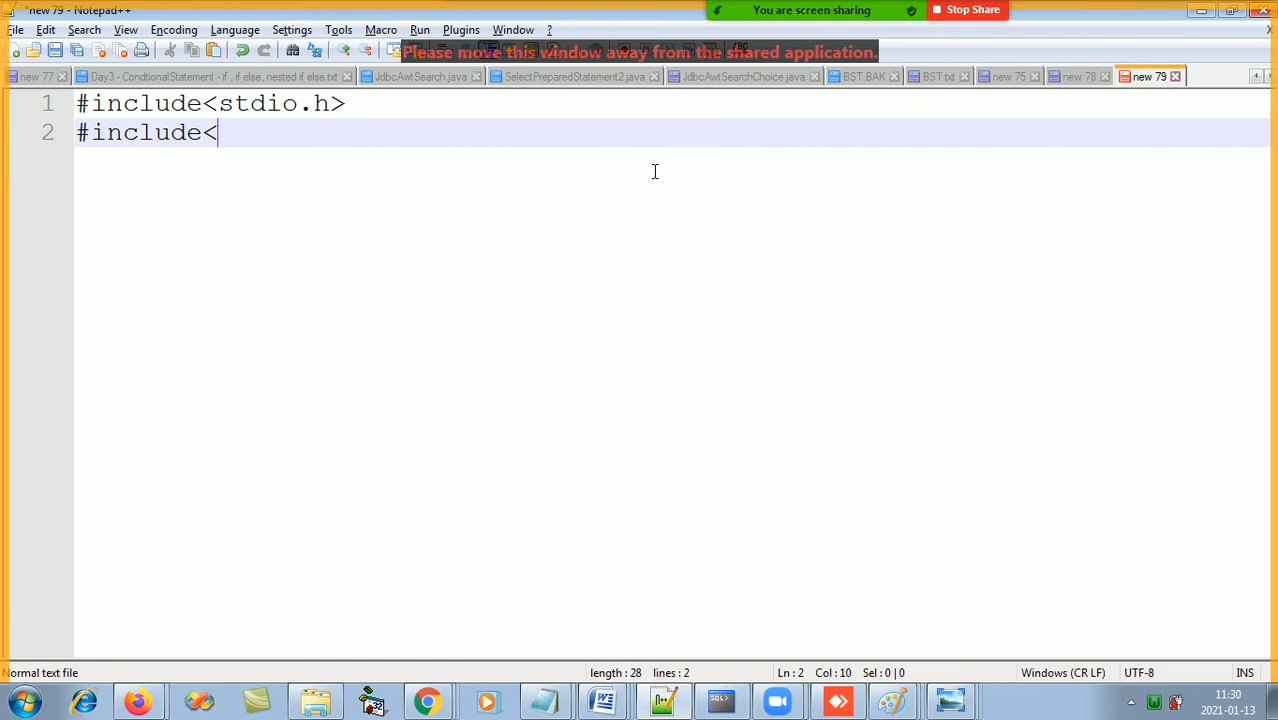 *new 79 - Notepad++
You are screen sharing
Stop Share
File Edit Search View Encoding Language Settings Tools Macro Run Plugins Window ? X
Please move this window away from the shared application.
new 77 Day3 - CondtionalStatement - if , if else, nested if else.txt JdbcAwtSearch.java SelectPreparedStatement2.java JdbcAwtSearchChoice.java BST BAK BST txt new 75 new 78 new 79
1 #include<stdio.h>
2 #include<
Normal text file length : 28 lines : 2 Ln : 2 Col : 10 Sel : 0 | 0 Windows (CR LF) UTF-8 INS
11:30
2021-01-13